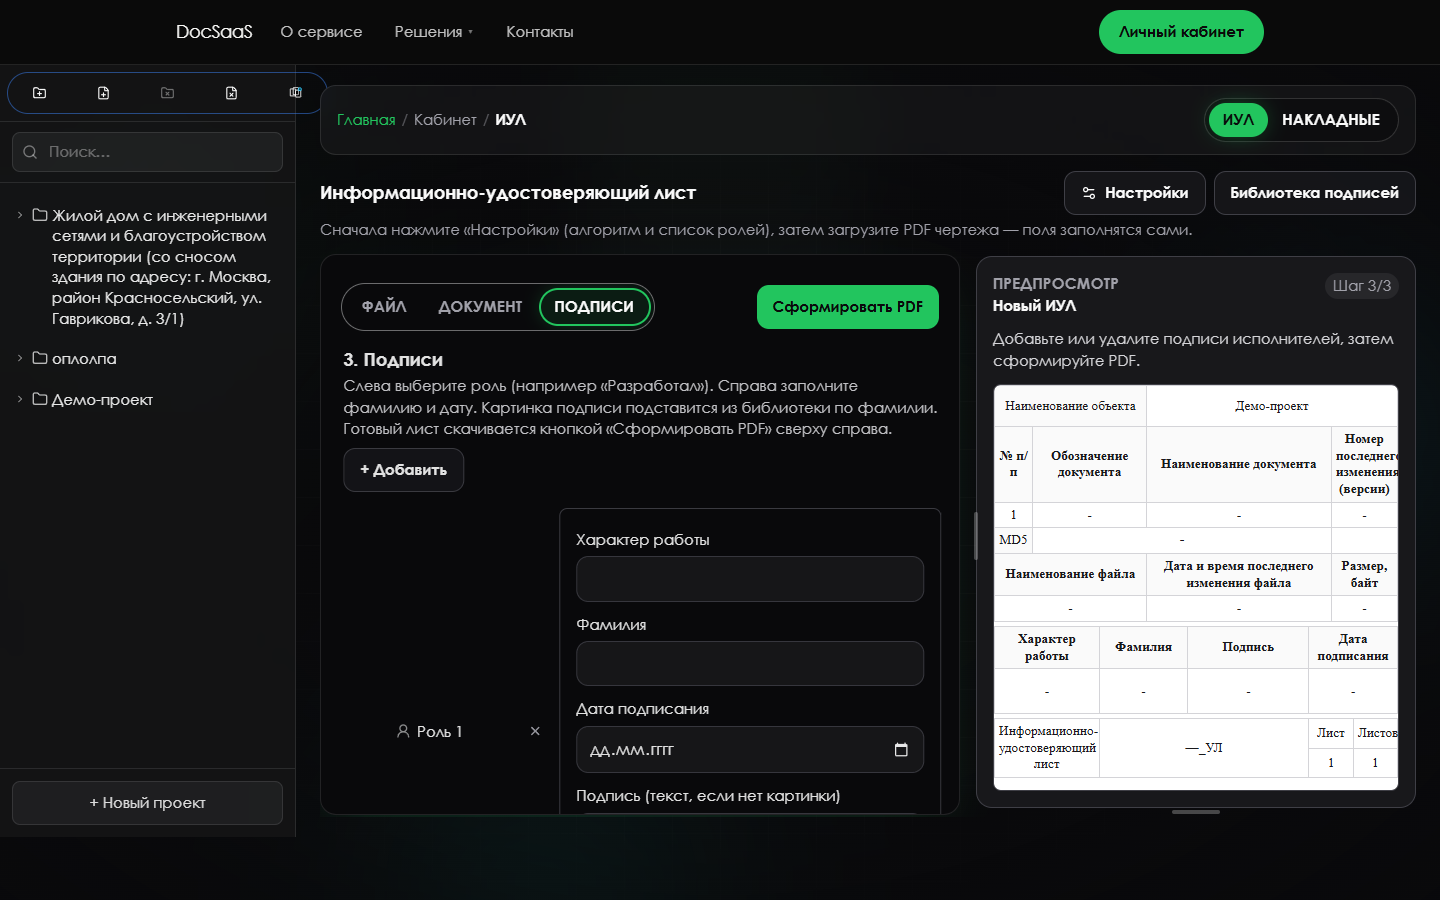 DocSaaS
О сервисе
Решения
Контакты
Личный кабинет
Поиск...
Жилой дом с инженерными
сетями и благоустройством
территории (со сносом
здания по адресу: г. Москва,
район Красносельский, ул.
Гаврикова, д. 3/1)
оплолпа
Демо-проект
+ Новый проект
Главная / Кабинет / ИУЛ
ИУЛ
НАКЛАДНЫЕ
Информационно-удостоверяющий лист
Настройки
Библиотека подписей
Сначала нажмите «Настройки» (алгоритм и список ролей), затем загрузите PDF чертежа — поля заполнятся сами.
ФАЙЛ
ДОКУМЕНТ
ПОДПИСИ
Сформировать PDF
3. Подписи
Слева выберите роль (например «Разработал»). Справа заполните
фамилию и дату. Картинка подписи подставится из библиотеки по фамилии.
Готовый лист скачивается кнопкой «Сформировать PDF» сверху справа.
+ Добавить
Роль 1
Характер работы
Фамилия
Дата подписания
дд.мм.гггг
Подпись (текст, если нет картинки)
ПРЕДПРОСМОТР
Шаг 3/3
Новый ИУЛ
Добавьте или удалите подписи исполнителей, затем
сформируйте PDF.
Наименование объекта
Демо-проект
№ п/
п
Обозначение
документа
Наименование документа
Номер
последнего
изменения
(версии)
1
-
-
-
MD5
-
Наименование файла
Дата и время последнего
изменения файла
Размер,
байт
-
-
-
Характер
работы
Фамилия
Подпись
Дата
подписания
-
-
-
-
Информационно-
удостоверяющий
лист
—_УЛ
Лист
Листов
1
1